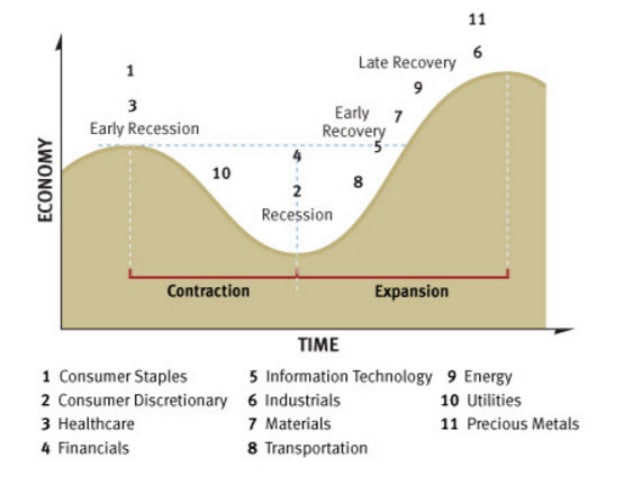 11
6
Late Recovery
1
9
3
Early
Recovery
7
Early Recession
5
4
10
8
2
Recession
ECONOMY
Contraction
Expansion
TIME
1 Consumer Staples
2 Consumer Discretionary
3 Healthcare
4 Financials
5 Information Technology
6 Industrials
7 Materials
8 Transportation
9 Energy
10 Utilities
11 Precious Metals